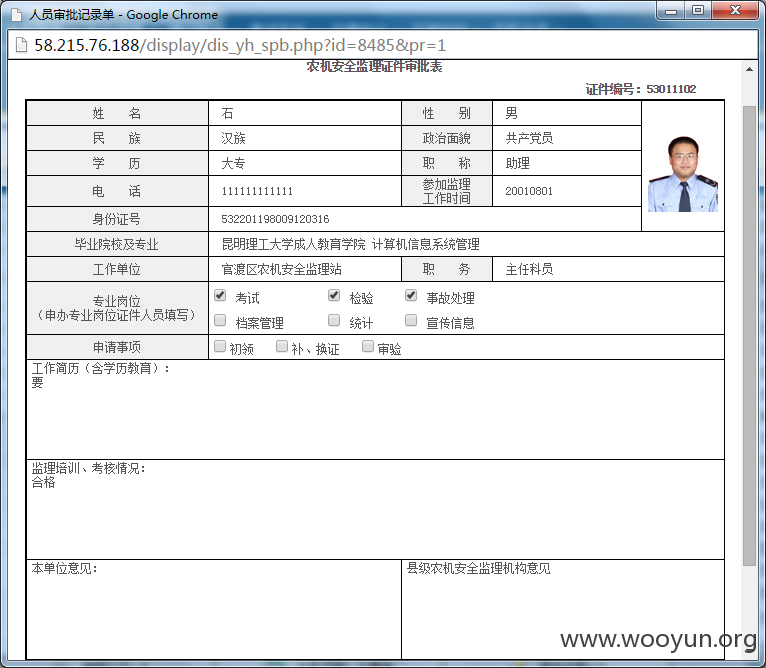 人员审批记录单 - Google Chrome
58.215.76.188/display/dis_yh_spb.php?id=8485&pr=1
农机安全监理证件审批表
证件编号：53011102
姓 名 石 性 别 男
民 族 汉族 政治面貌 共产党员
学 历 大专 职 称 助理
电 话 111111111111 参加监理工作时间 20010801
身份证号 532201198009120316
毕业院校及专业 昆明理工大学成人教育学院 计算机信息系统管理
工作单位 官渡区农机安全监理站 职 务 主任科员
专业岗位
（申办专业岗位证件人员填写）
考试 检验 事故处理
档案管理 统计 宣传信息
申请事项 初领 补、换证 审验
工作简历（含学历教育）：
要
监理培训、考核情况：
合格
本单位意见： 县级农机安全监理机构意见
www.wooyun.org